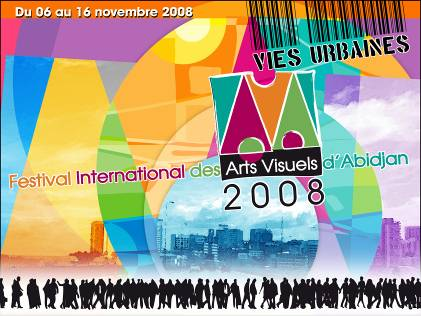 Du 06 au 16 novembre 2008
VIES URBAINES
Festival International des Arts Visuels d'Abidjan
2008